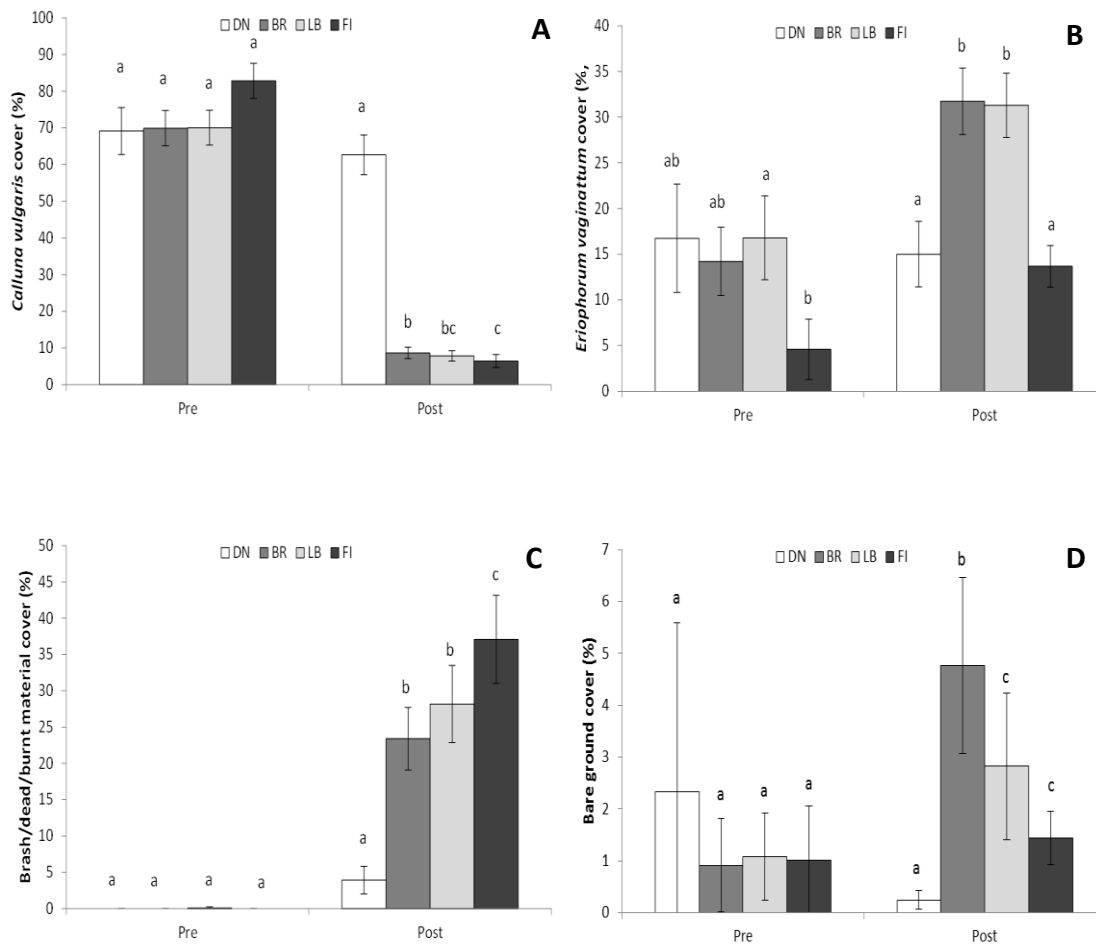 DN BR LB FI
A
Calluna vulgaris cover (%)
100
90
80
70
60
50
40
30
20
10
0
a a a a
a b bc c
Pre Post
DN BR LB FI
B
Eriophorum vaginattum cover (%,
40
35
30
25
20
15
10
5
0
ab ab a b
a b b a
Pre Post
DN BR LB FI
C
Brash/dead/burnt material cover (%)
50
45
40
35
30
25
20
15
10
5
0
a a a a
a b b c
Pre Post
DN BR LB FI
D
Bare ground cover (%)
7
6
5
4
3
2
1
0
a a a a
a b c c
Pre Post